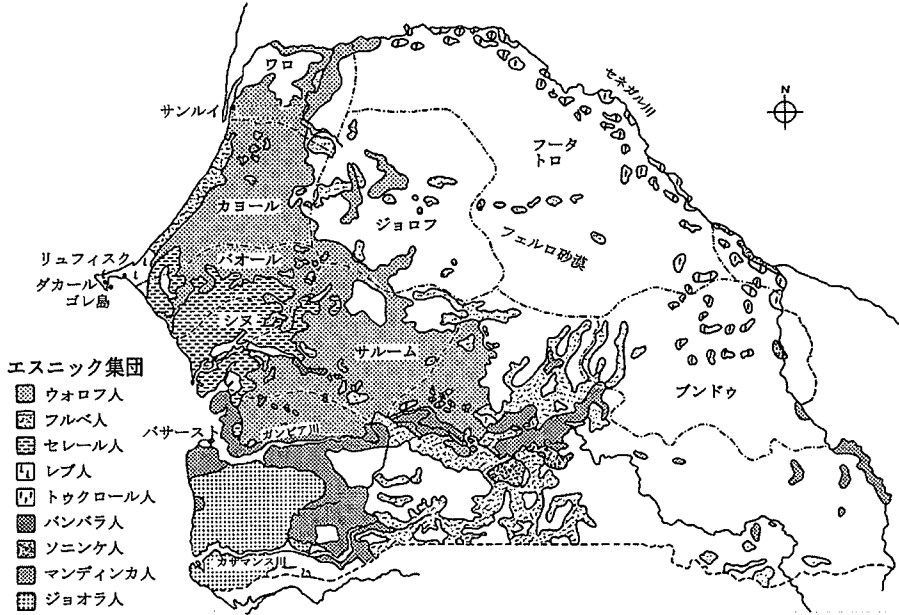 ワロ
サンルイ
セネガル川
N
フータ
トロ
カヨール
ジョロフ
フェルロ砂漠
リュフィスク
ダカール
ゴレ島
バオール
サルーム
ブンドゥ
バサースト
ガンビア川
カザマンス川
エスニック集団
ウォロフ人
フルベ人
セレール人
レブ人
トゥクロール人
バンバラ人
ソニンケ人
マンディンカ人
ジョオラ人